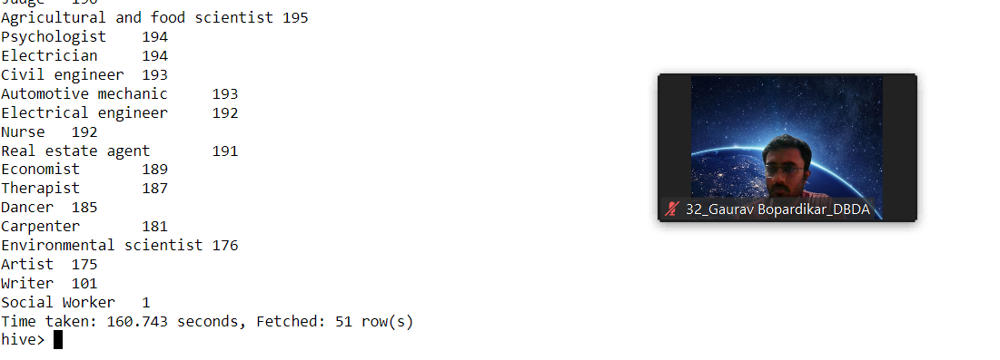 Judge 196
Agricultural and food scientist 195
Psychologist 194
Electrician 194
Civil engineer 193
Automotive mechanic 193
Electrical engineer 192
Nurse 192
Real estate agent 191
Economist 189
Therapist 187
Dancer 185
Carpenter 181
Environmental scientist 176
Artist 175
Writer 101
Social Worker 1
Time taken: 160.743 seconds, Fetched: 51 row(s)
hive>
32_Gaurav Bopardikar_DBDA